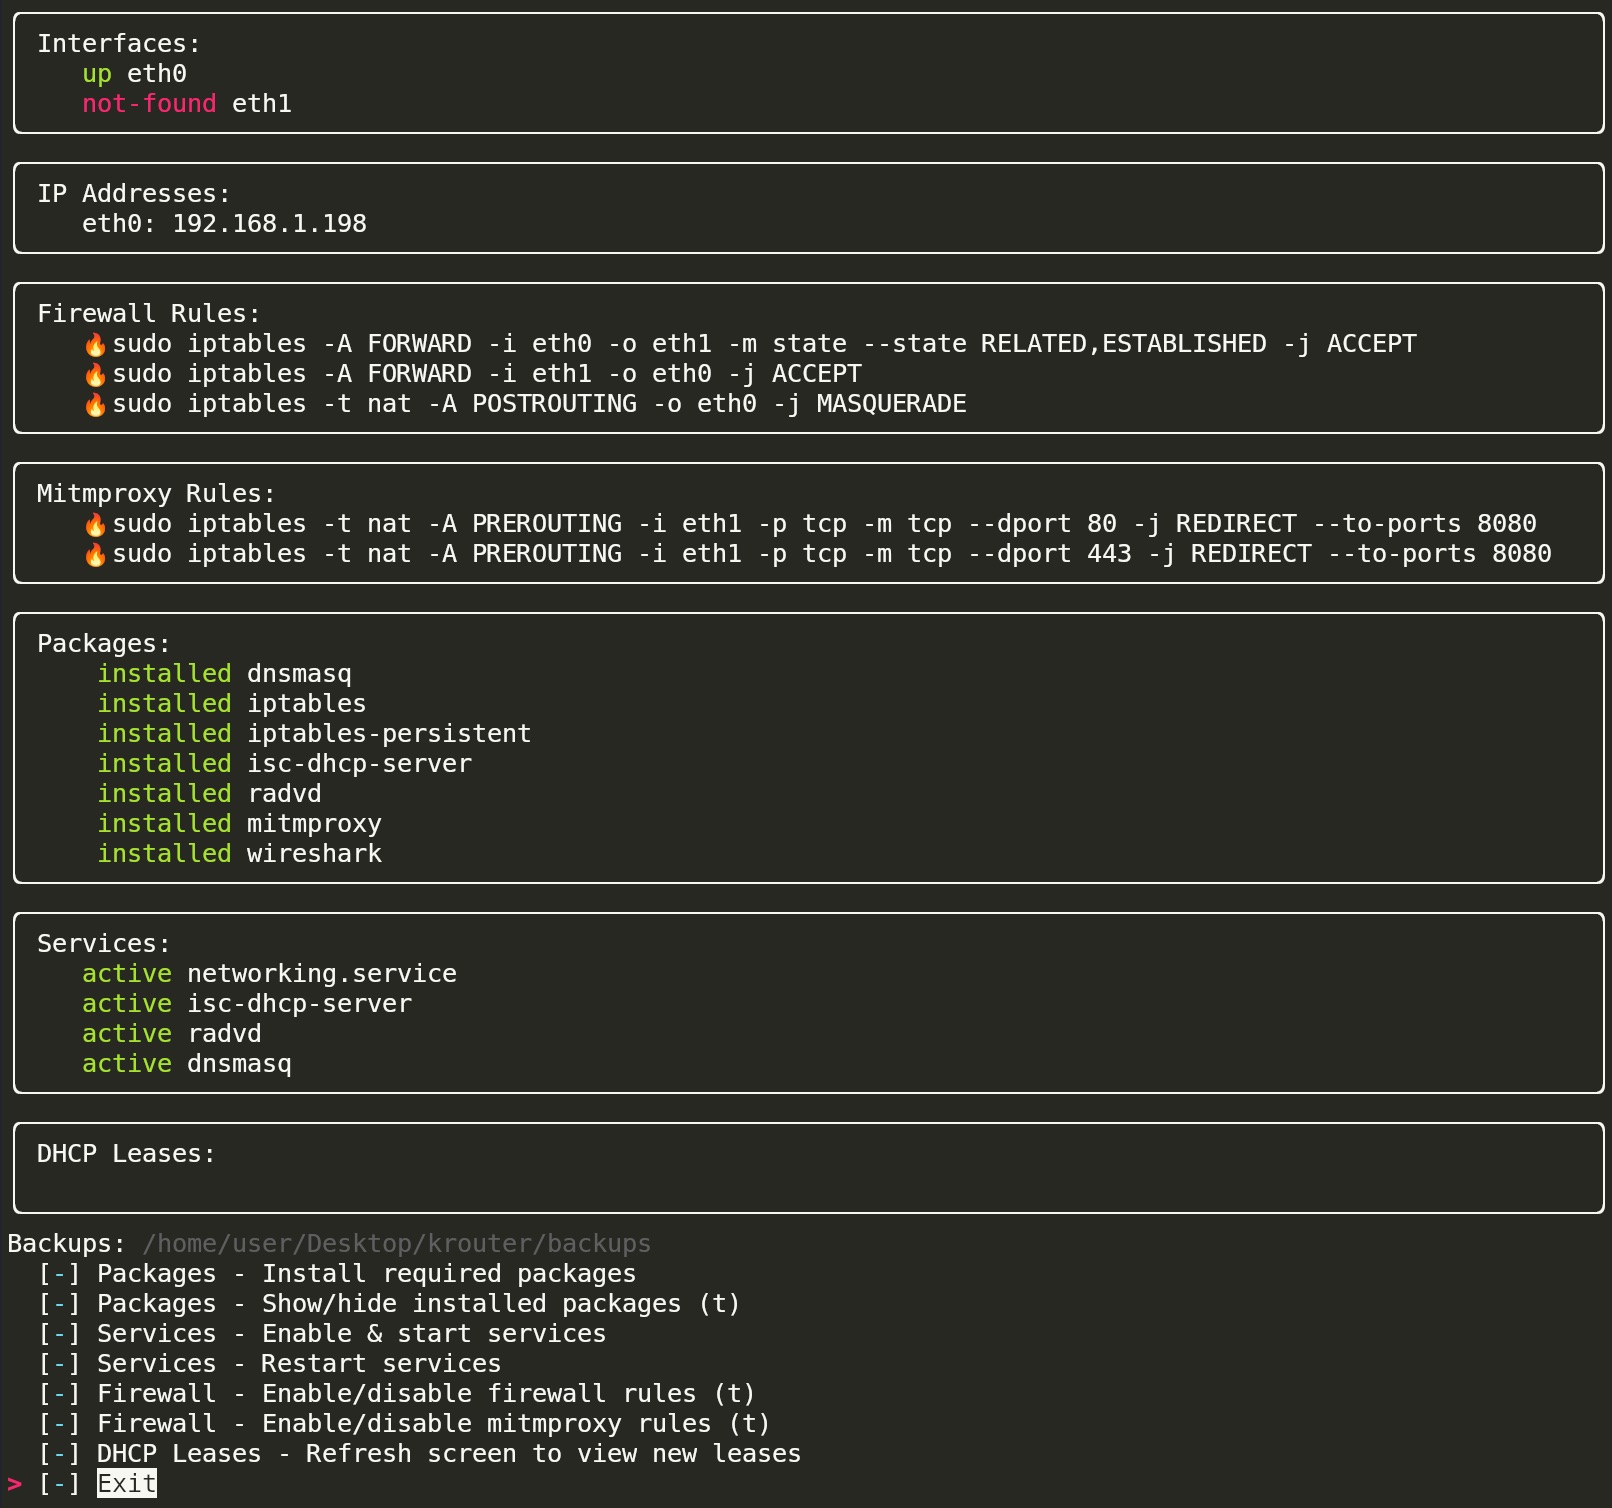 Interfaces:
up eth0
not-found eth1
IP Addresses:
eth0: 192.168.1.198
Firewall Rules:
🔥sudo iptables -A FORWARD -i eth0 -o eth1 -m state --state RELATED,ESTABLISHED -j ACCEPT
🔥sudo iptables -A FORWARD -i eth1 -o eth0 -j ACCEPT
🔥sudo iptables -t nat -A POSTROUTING -o eth0 -j MASQUERADE
Mitmproxy Rules:
🔥sudo iptables -t nat -A PREROUTING -i eth1 -p tcp -m tcp --dport 80 -j REDIRECT --to-ports 8080
🔥sudo iptables -t nat -A PREROUTING -i eth1 -p tcp -m tcp --dport 443 -j REDIRECT --to-ports 8080
Packages:
installed dnsmasq
installed iptables
installed iptables-persistent
installed isc-dhcp-server
installed radvd
installed mitmproxy
installed wireshark
Services:
active networking.service
active isc-dhcp-server
active radvd
active dnsmasq
DHCP Leases:
Backups: /home/user/Desktop/krouter/backups
[-] Packages - Install required packages
[-] Packages - Show/hide installed packages (t)
[-] Services - Enable & start services
[-] Services - Restart services
[-] Firewall - Enable/disable firewall rules (t)
[-] Firewall - Enable/disable mitmproxy rules (t)
[-] DHCP Leases - Refresh screen to view new leases
> [-] Exit